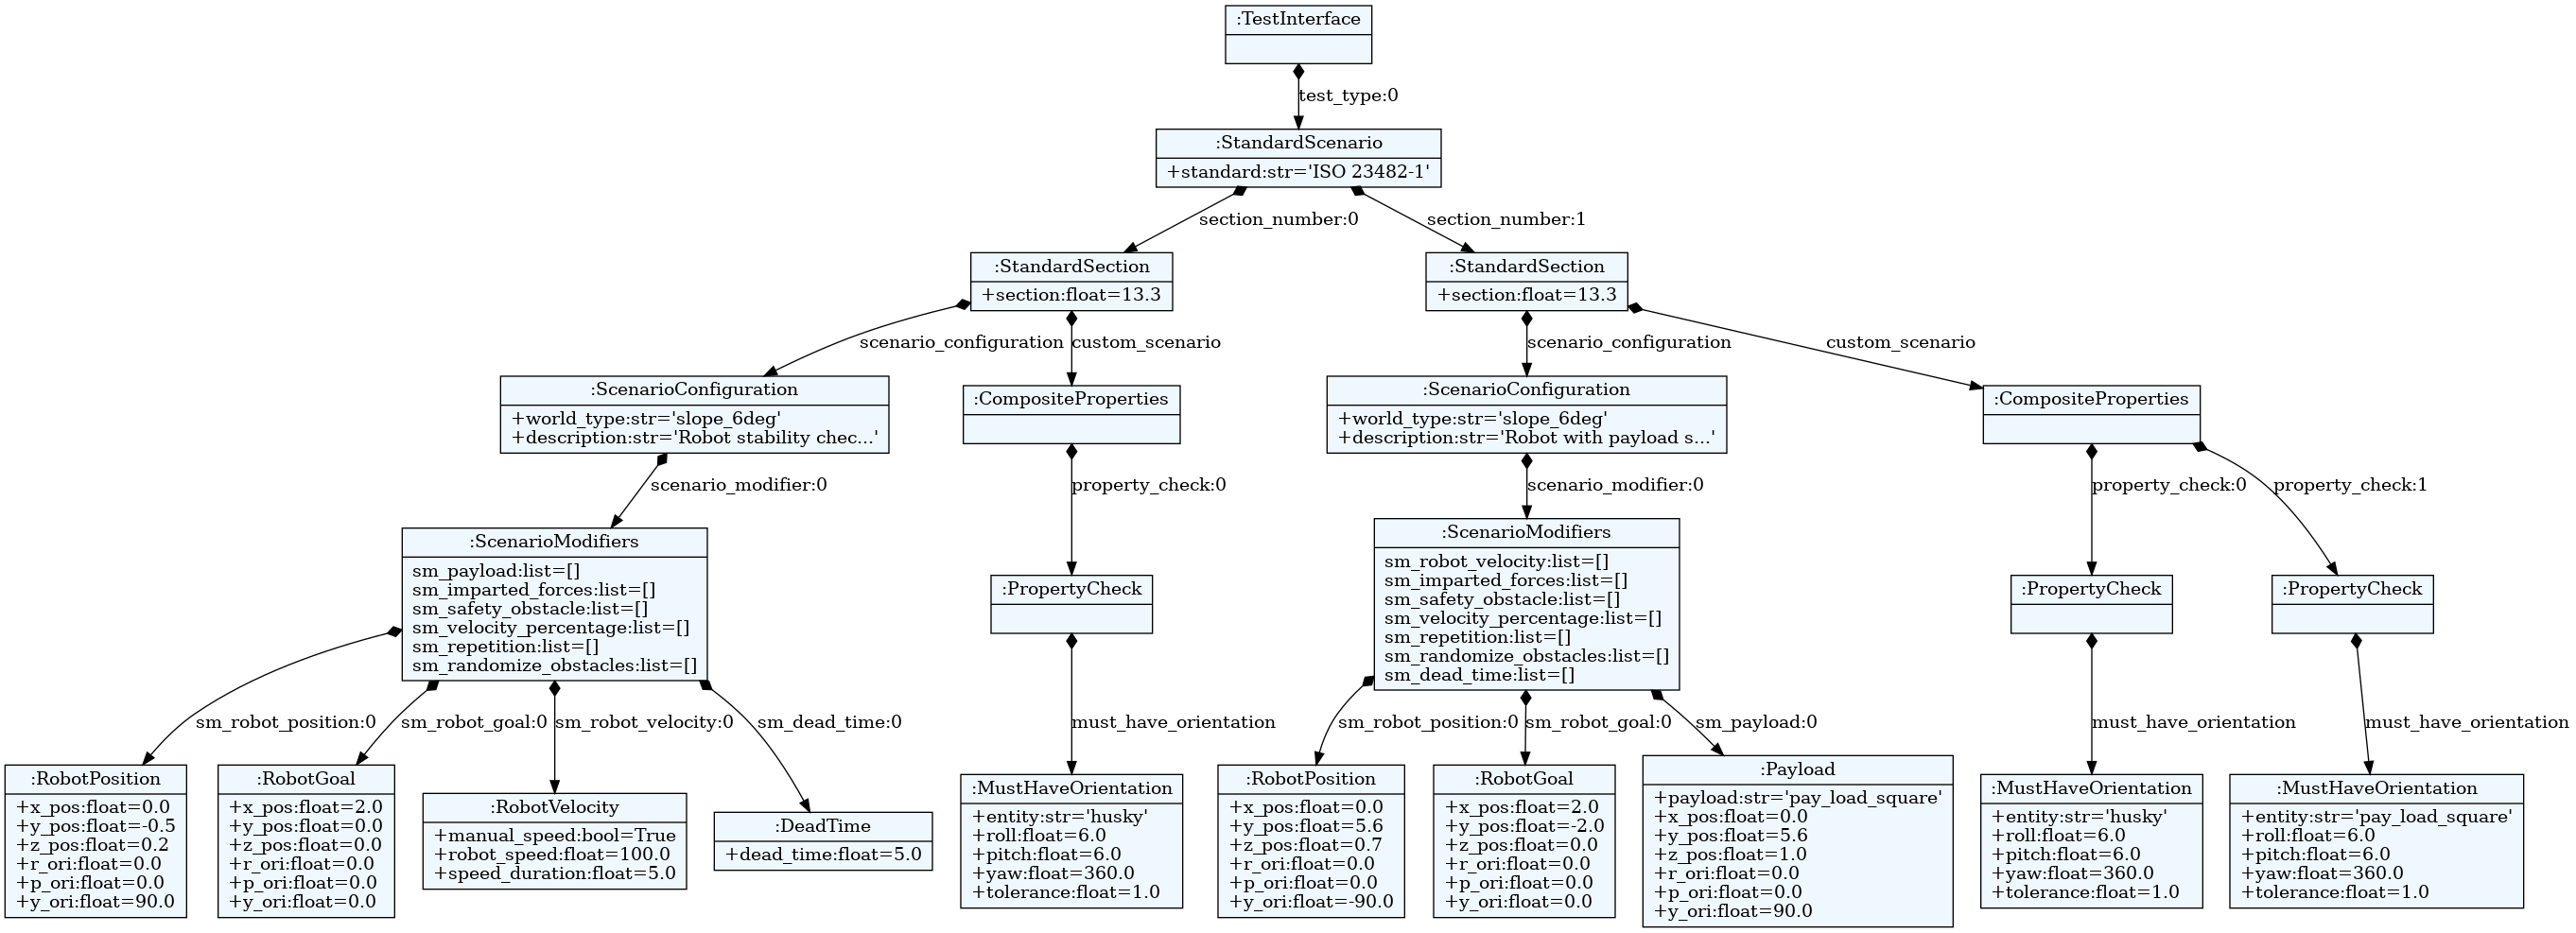 :TestInterface
test_type:0
:StandardScenario
+standard:str='ISO 23482-1'
section_number:0
section_number:1
:StandardSection
+section:float=13.3
:StandardSection
+section:float=13.3
scenario_configuration
custom_scenario
scenario_configuration
custom_scenario
:ScenarioConfiguration
+world_type:str='slope_6deg'
+description:str='Robot stability chec...'
:CompositeProperties
:ScenarioConfiguration
+world_type:str='slope_6deg'
+description:str='Robot with payload s...'
:CompositeProperties
scenario_modifier:0
property_check:0
scenario_modifier:0
property_check:0
property_check:1
:ScenarioModifiers
sm_payload:list=[]
sm_imparted_forces:list=[]
sm_safety_obstacle:list=[]
sm_velocity_percentage:list=[]
sm_repetition:list=[]
sm_randomize_obstacles:list=[]
:PropertyCheck
:ScenarioModifiers
sm_robot_velocity:list=[]
sm_imparted_forces:list=[]
sm_safety_obstacle:list=[]
sm_velocity_percentage:list=[]
sm_repetition:list=[]
sm_randomize_obstacles:list=[]
sm_dead_time:list=[]
:PropertyCheck
:PropertyCheck
sm_robot_position:0
sm_robot_goal:0
sm_robot_velocity:0
sm_dead_time:0
must_have_orientation
sm_robot_position:0
sm_robot_goal:0
sm_payload:0
must_have_orientation
must_have_orientation
:RobotPosition
+x_pos:float=0.0
+y_pos:float=-0.5
+z_pos:float=0.2
+r_ori:float=0.0
+p_ori:float=0.0
+y_ori:float=90.0
:RobotGoal
+x_pos:float=2.0
+y_pos:float=0.0
+z_pos:float=0.0
+r_ori:float=0.0
+p_ori:float=0.0
+y_ori:float=0.0
:RobotVelocity
+manual_speed:bool=True
+robot_speed:float=100.0
+speed_duration:float=5.0
:DeadTime
+dead_time:float=5.0
:MustHaveOrientation
+entity:str='husky'
+roll:float=6.0
+pitch:float=6.0
+yaw:float=360.0
+tolerance:float=1.0
:RobotPosition
+x_pos:float=0.0
+y_pos:float=5.6
+z_pos:float=0.7
+r_ori:float=0.0
+p_ori:float=0.0
+y_ori:float=-90.0
:RobotGoal
+x_pos:float=2.0
+y_pos:float=-2.0
+z_pos:float=0.0
+r_ori:float=0.0
+p_ori:float=0.0
+y_ori:float=0.0
:Payload
+payload:str='pay_load_square'
+x_pos:float=0.0
+y_pos:float=5.6
+z_pos:float=1.0
+r_ori:float=0.0
+p_ori:float=0.0
+y_ori:float=90.0
:MustHaveOrientation
+entity:str='husky'
+roll:float=6.0
+pitch:float=6.0
+yaw:float=360.0
+tolerance:float=1.0
:MustHaveOrientation
+entity:str='pay_load_square'
+roll:float=6.0
+pitch:float=6.0
+yaw:float=360.0
+tolerance:float=1.0